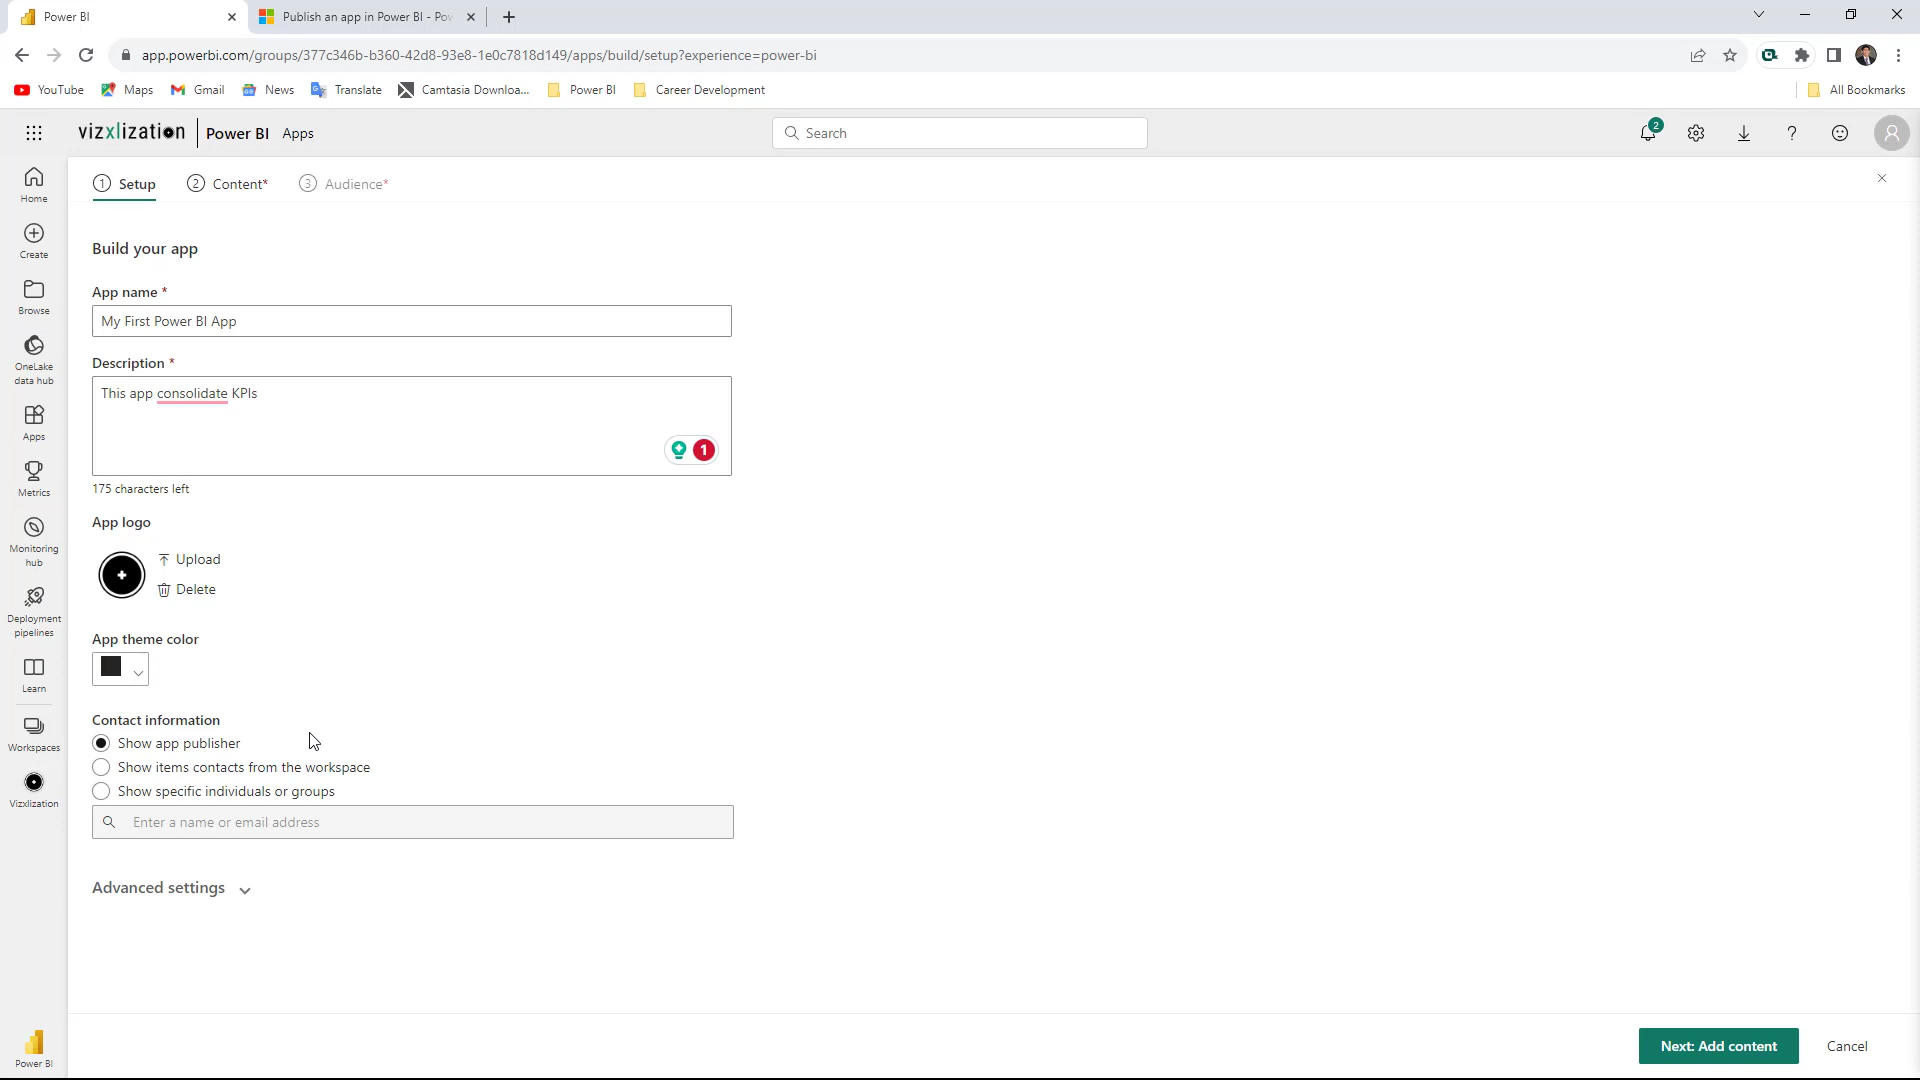 Power BI
Publish an app in Power BI - Pow
app.powerbi.com/groups/377c346b-b360-42d8-93e8-1e0c7818d149/apps/build/setup?experience=power-bi
YouTube
Maps
Gmail
News
Translate
Camtasia Downloa...
Power BI
Career Development
All Bookmarks
vizxlization
Power BI
Apps
Search
2
?
Home
Create
Browse
OneLake
data hub
Apps
Metrics
Monitoring
hub
Deployment
pipelines
Learn
Workspaces
Vizxlization
Power BI
1 Setup
2 Content*
3 Audience*
Build your app
App name *
My First Power BI App
Description *
This app consolidate KPIs
1
175 characters left
App logo
Upload
Delete
App theme color
Contact information
Show app publisher
Show items contacts from the workspace
Show specific individuals or groups
Enter a name or email address
Advanced settings
Next: Add content
Cancel